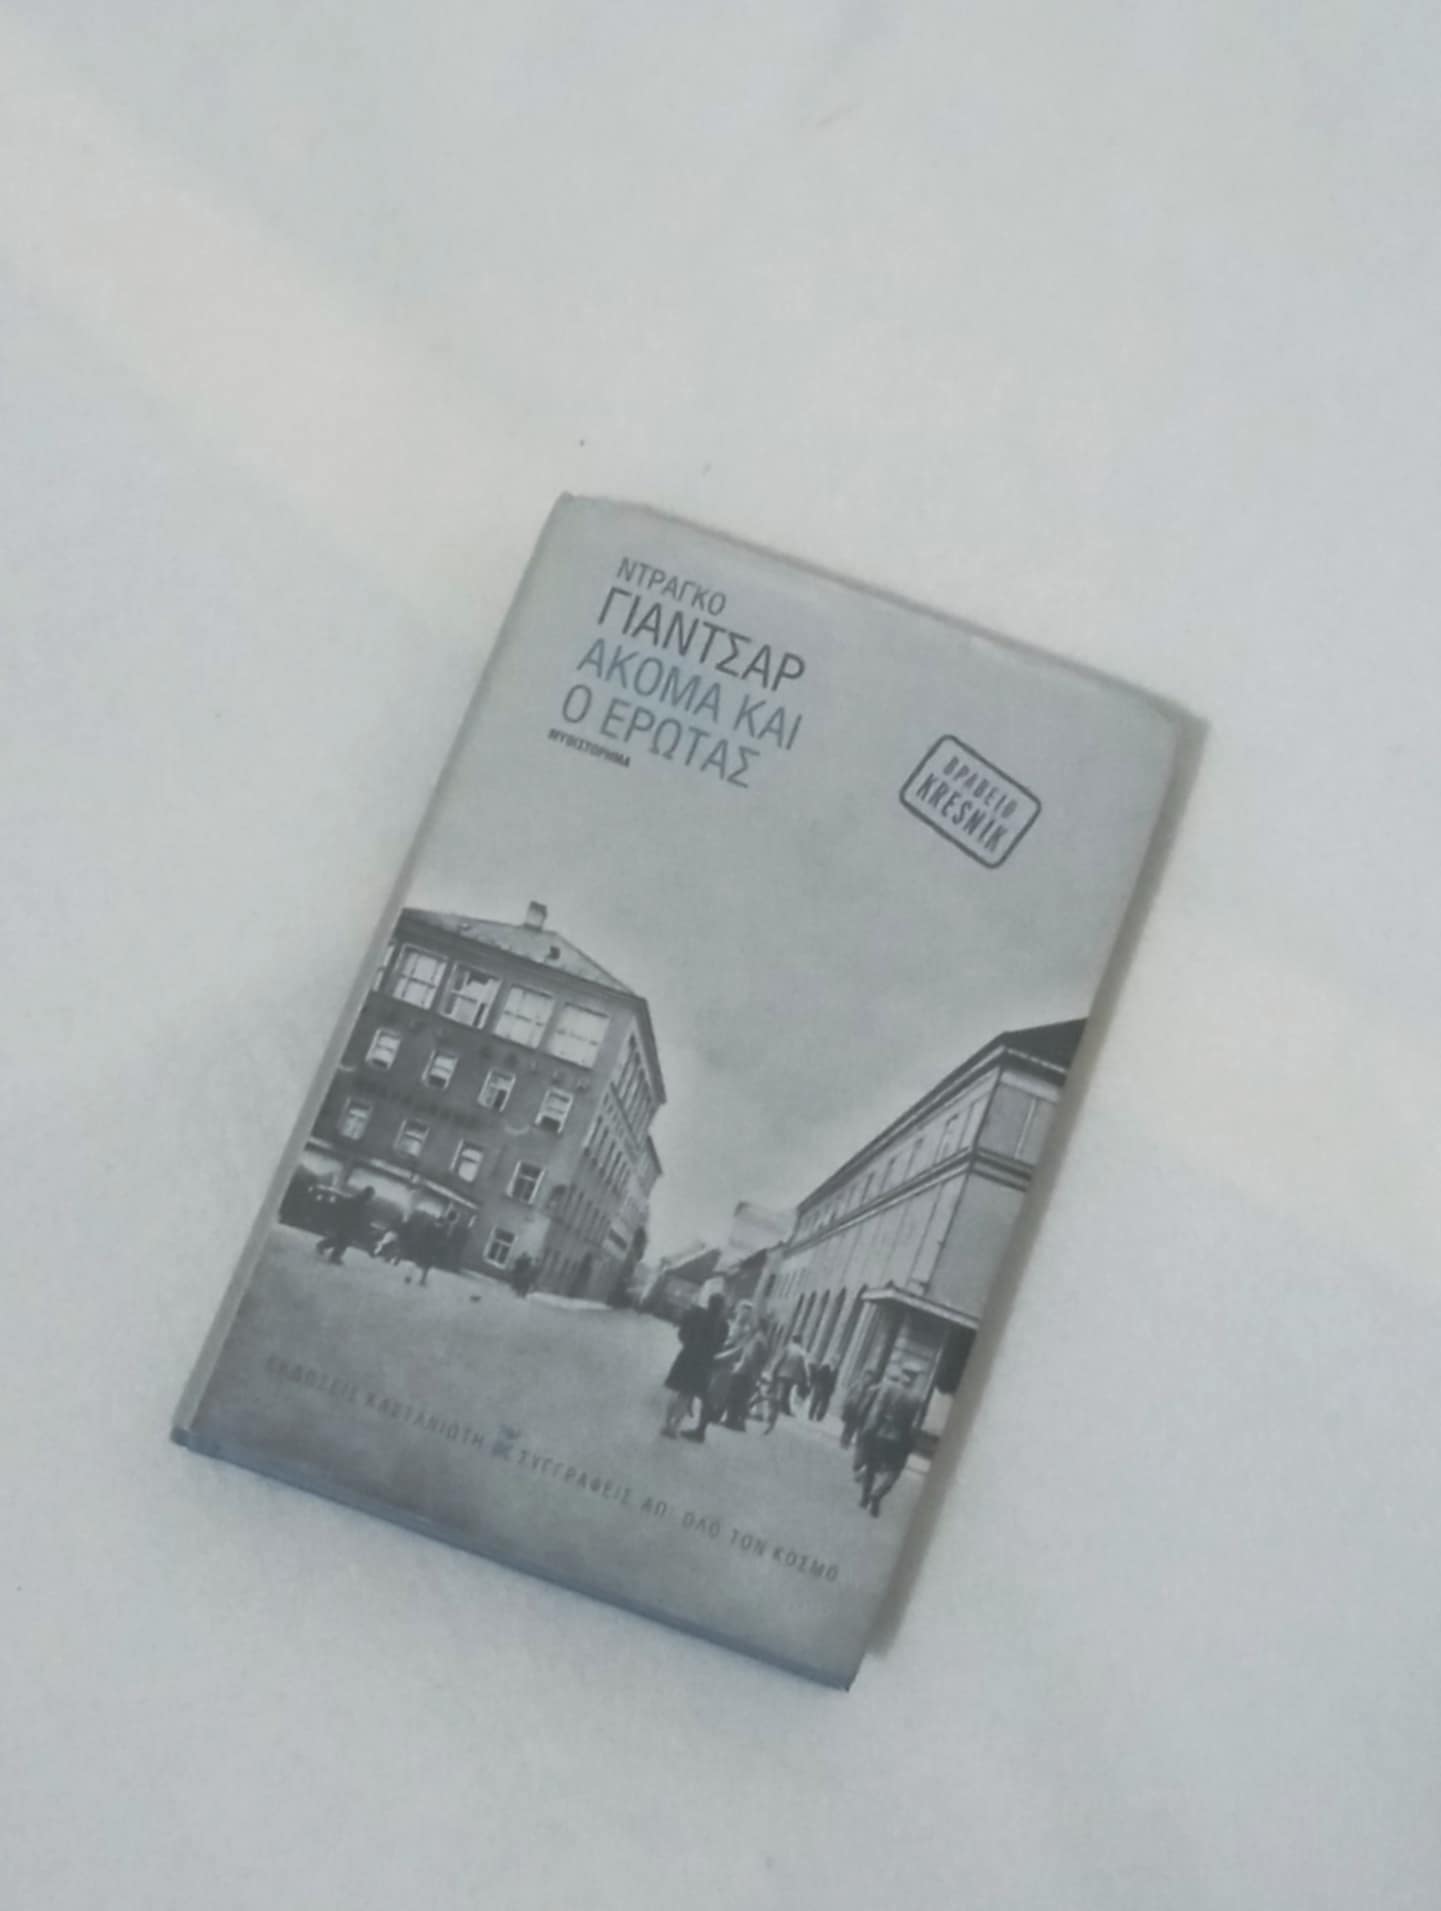 ΝΤΡΑΓΚΟ
ΓΙΑΝΤΣΑΡ
ΑΚΟΜΑ ΚΑΙ
Ο ΕΡΩΤΑΣ
ΜΥΘΙΣΤΟΡΗΜΑ
ΒΡΑΒΕΙΟ
KRESNIK
ΕΚΔΟΣΕΙΣ ΚΑΣΤΑΝΙΩΤΗ ΣΥΓΓΡΑΦΕΙΣ ΑΠ' ΟΛΟ ΤΟΝ ΚΟΣΜΟ